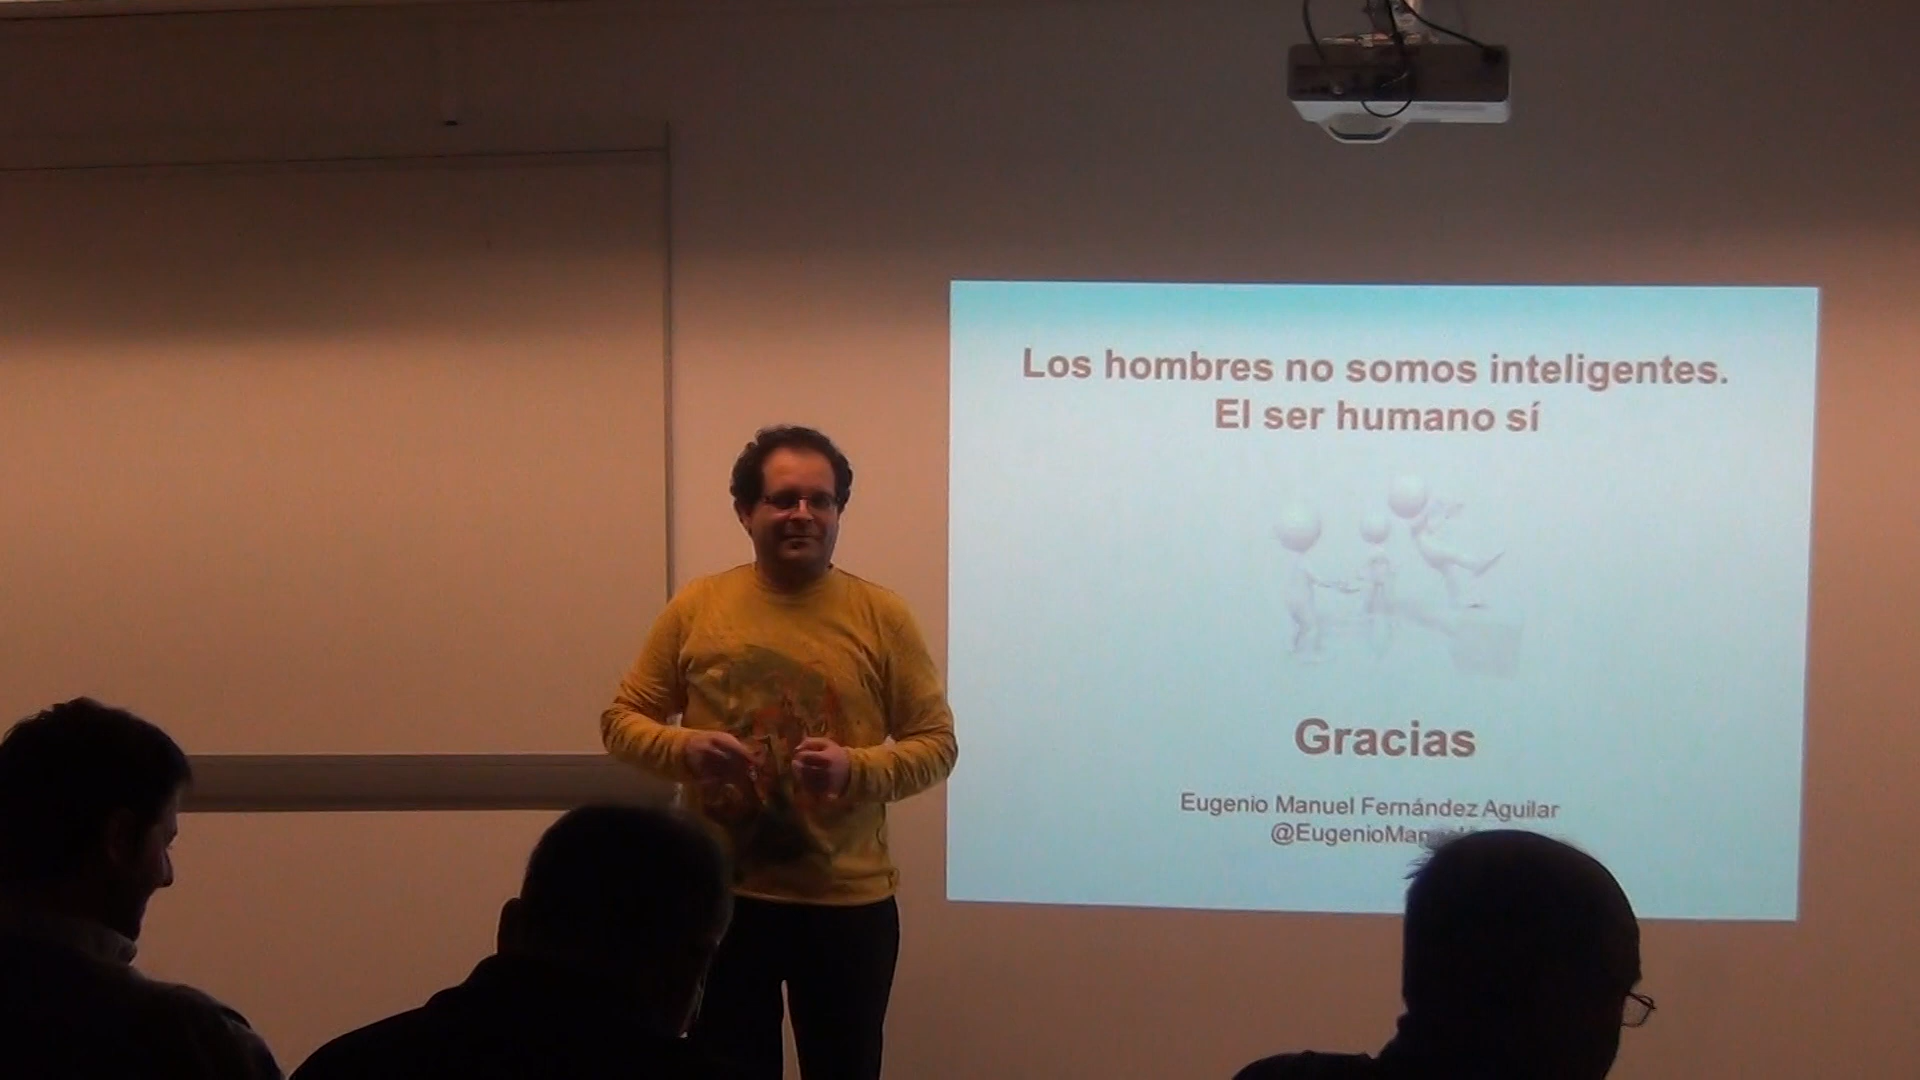 Los hombres no somos inteligentes.
El ser humano sí
Gracias
Eugenio Manuel Fernández Aguilar